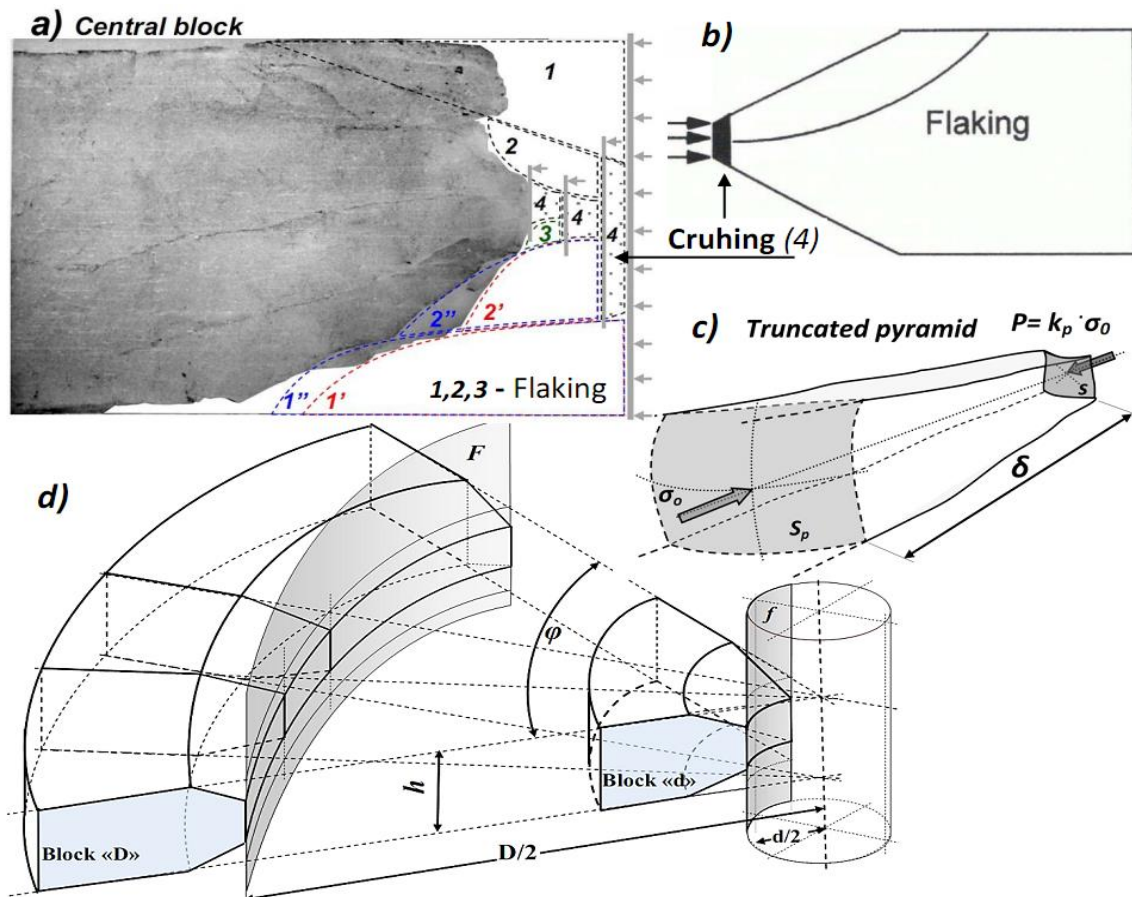 a) Central block
1
2
4
4
4
3
2"
2'
1"
1'
1,2,3 - Flaking
b)
Flaking
Cruhing (4)
c) Truncated pyramid P= kp · σ0
s
δ
σo
Sp
d)
F
φ
f
h
Block «d»
Block «D»
D/2
d/2